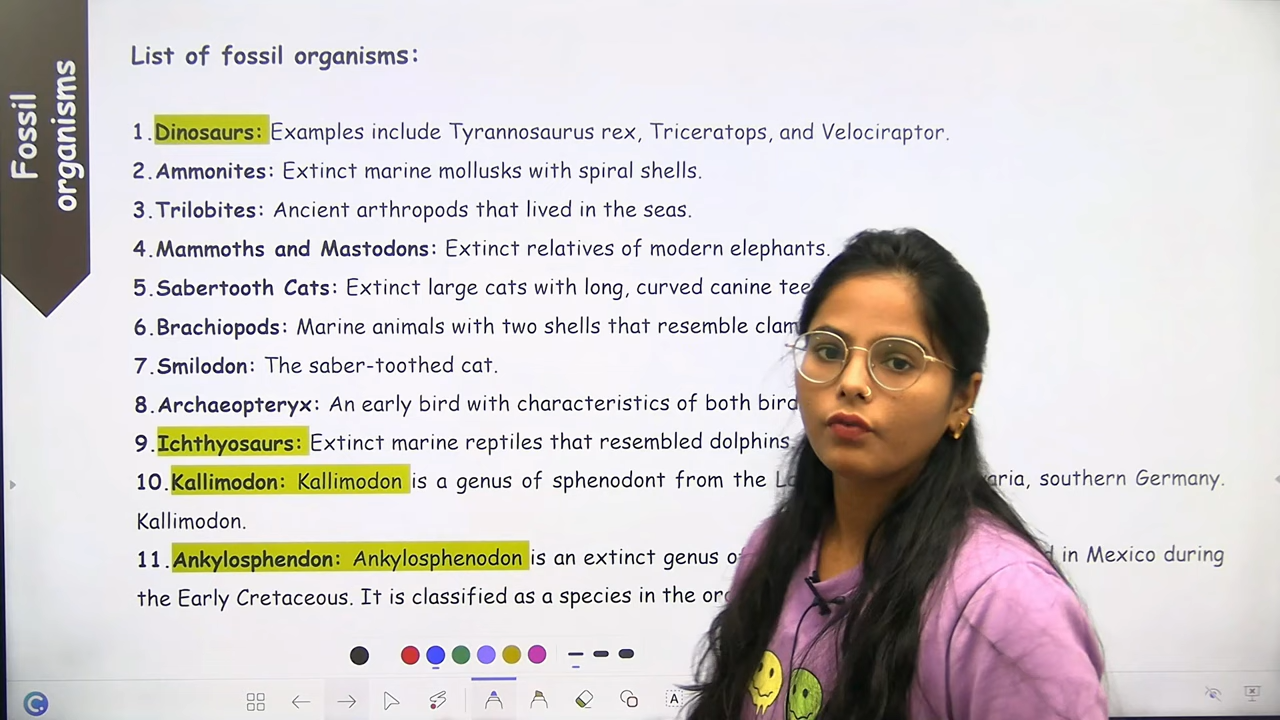 Fossil
organisms
List of fossil organisms:
1. Dinosaurs: Examples include Tyrannosaurus rex, Triceratops, and Velociraptor.
2. Ammonites: Extinct marine mollusks with spiral shells.
3. Trilobites: Ancient arthropods that lived in the seas.
4. Mammoths and Mastodons: Extinct relatives of modern elephants.
5. Sabertooth Cats: Extinct large cats with long, curved canine
6. Brachiopods: Marine animals with two shells that resemble
7. Smilodon: The saber-toothed cat.
8. Archaeopteryx: An early bird with characteristics of both
9. Ichthyosaurs: Extinct marine reptiles that resembled dolphins.
10. Kallimodon: Kallimodon is a genus of sphenodont from the southern Germany.
Kallimodon.
11. Ankylosphendon: Ankylosphenodon is an extinct genus in Mexico during
the Early Cretaceous. It is classified as a species in the
A